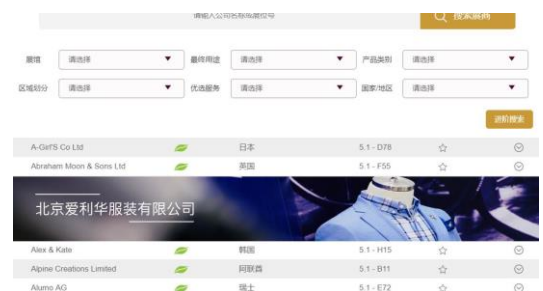 请输入公司名称或展位号
搜索展商
展馆 请选择 最终用途 请选择 产品类别 请选择
区域划分 请选择 优选服务 请选择 国家/地区 请选择
进阶搜索
A-Girl'S Co Ltd 日本 5.1 - D76
Abraham Moon & Sons Ltd 英国 5.1 - F55
北京爱利华服装有限公司
Alex & Kate 韩国 5.1 - H15
Alpine Creations Limited 阿联酋 5.1 - B11
Alumo AG 瑞士 5.1 - E72